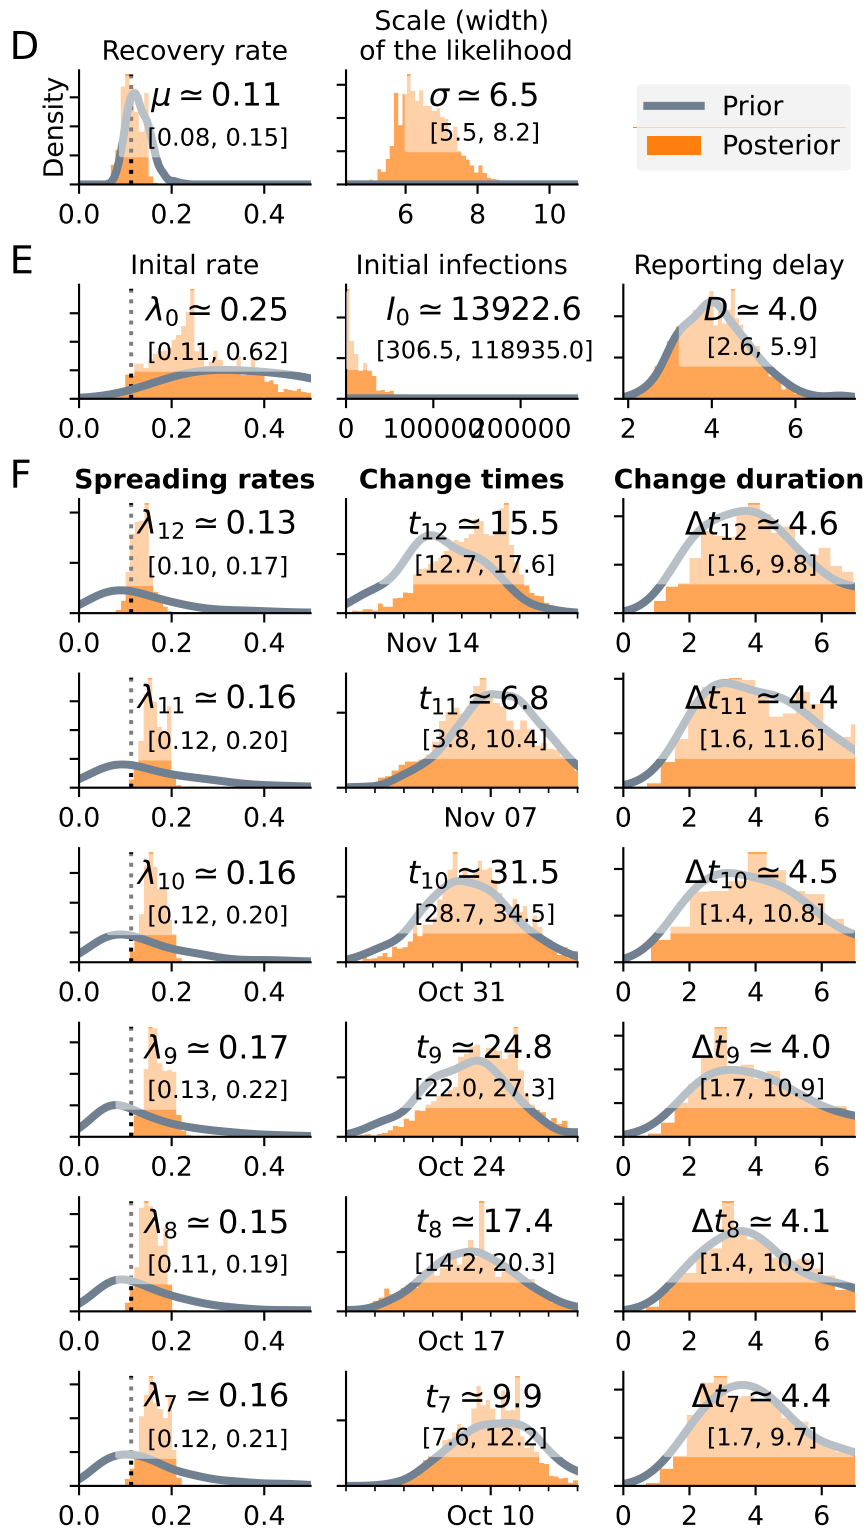 D
Recovery rate
Scale (width)
of the likelihood
Density
μ ≃ 0.11
[0.08, 0.15]
0.0 0.2 0.4
σ ≃ 6.5
[5.5, 8.2]
6 8 10
Prior
Posterior
E
Inital rate
Initial infections
Reporting delay
λ0 ≃ 0.25
[0.11, 0.62]
0.0 0.2 0.4
I0 ≃ 13922.6
[306.5, 118935.0]
0 100000 200000
D ≃ 4.0
[2.6, 5.9]
2 4 6
F
Spreading rates
Change times
Change duration
λ12 ≃ 0.13
[0.10, 0.17]
0.0 0.2 0.4
t12 ≃ 15.5
[12.7, 17.6]
Nov 14
Δt12 ≃ 4.6
[1.6, 9.8]
0 2 4 6
λ11 ≃ 0.16
[0.12, 0.20]
0.0 0.2 0.4
t11 ≃ 6.8
[3.8, 10.4]
Nov 07
Δt11 ≃ 4.4
[1.6, 11.6]
0 2 4 6
λ10 ≃ 0.16
[0.12, 0.20]
0.0 0.2 0.4
t10 ≃ 31.5
[28.7, 34.5]
Oct 31
Δt10 ≃ 4.5
[1.4, 10.8]
0 2 4 6
λ9 ≃ 0.17
[0.13, 0.22]
0.0 0.2 0.4
t9 ≃ 24.8
[22.0, 27.3]
Oct 24
Δt9 ≃ 4.0
[1.7, 10.9]
0 2 4 6
λ8 ≃ 0.15
[0.11, 0.19]
0.0 0.2 0.4
t8 ≃ 17.4
[14.2, 20.3]
Oct 17
Δt8 ≃ 4.1
[1.4, 10.9]
0 2 4 6
λ7 ≃ 0.16
[0.12, 0.21]
0.0 0.2 0.4
t7 ≃ 9.9
[7.6, 12.2]
Oct 10
Δt7 ≃ 4.4
[1.7, 9.7]
0 2 4 6